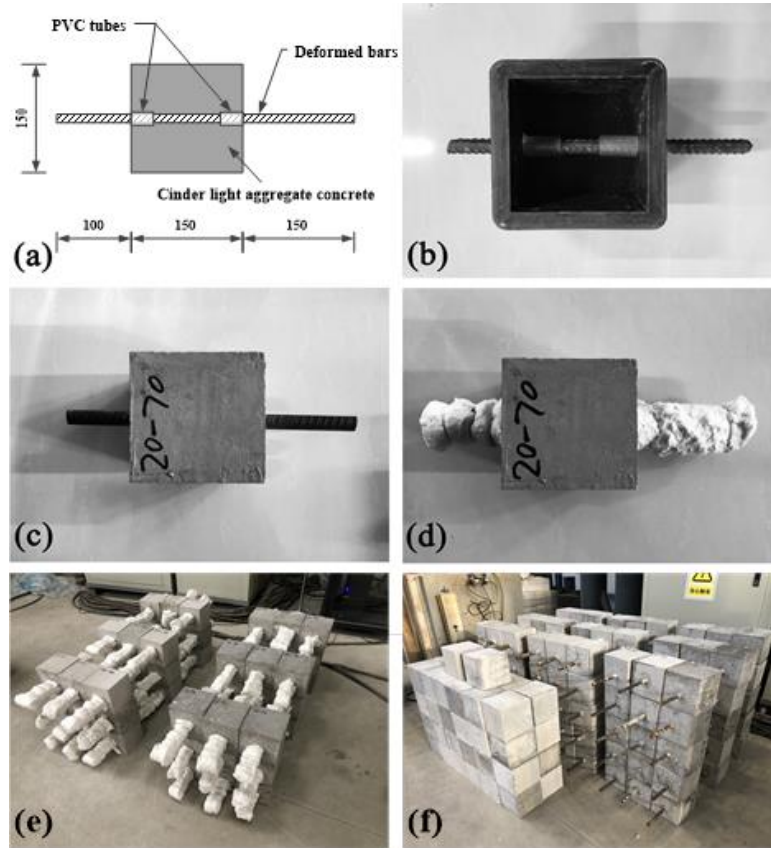 PVC tubes
Deformed bars
150
Cinder light aggregate concrete
100
150
150
(a)
(b)
20-70
(c)
20-70
(d)
(e)
(f)